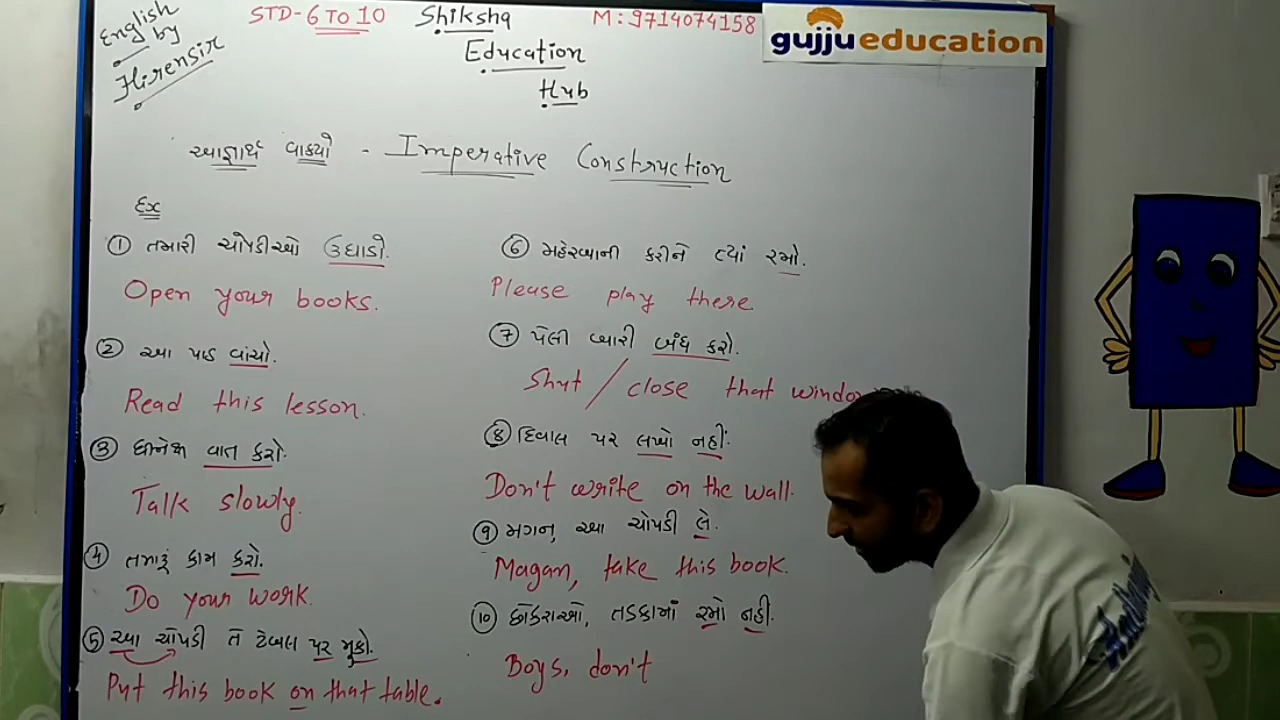 English by Hirensir
STD-6 TO 10
Shiksha
Education
Hub
M: 9714074158
gujjueducation
આજ્ઞાર્થ વાક્યો - Imperative Construction
Ex
① તમારી ચોપડીઓ ઉઘાડો.
Open your books.
② આ પાઠ વાંચો.
Read this lesson.
③ ધીમેથી વાત કરો.
Talk slowly.
④ તમારું કામ કરો.
Do your work.
⑤ આ ચોપડી તે ટેબલ પર મુકો.
Put this book on that table.
⑥ મહેરબાની કરીને ત્યાં રમો.
Please play there
⑦ પેલી બારી બંધ કરો.
Shut / close that windo
⑧ દિવાલ પર લખો નહીં.
Don't write on the wall.
⑨ મગન, આ ચોપડી લે.
Magan, take this book.
⑩ છોકરાઓ, તડકામાં રમો નહી.
Boys, don't